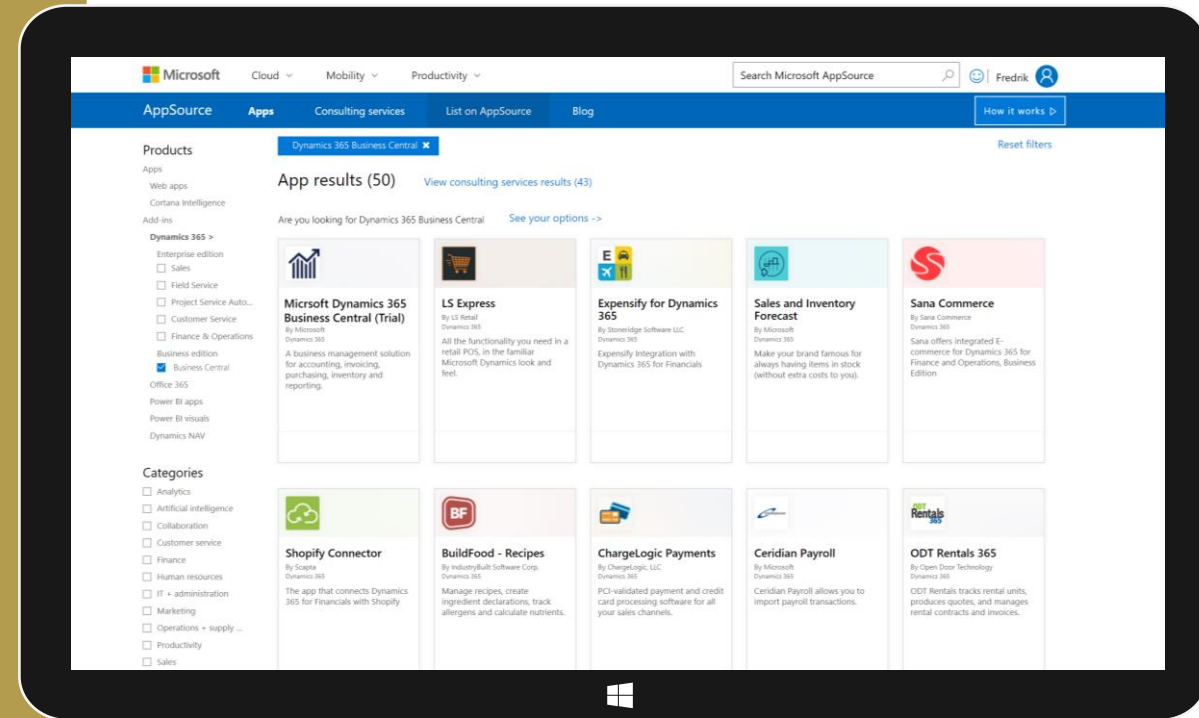 Microsoft
Cloud
Mobility
Productivity
Search Microsoft AppSource
Fredrik
AppSource
Apps
Consulting services
List on AppSource
Blog
How it works
Products
Apps
Web apps
Cortana Intelligence
Add-ins
Dynamics 365 >
Enterprise edition
Sales
Field Service
Project Service Auto...
Customer Service
Finance & Operations
Business edition
Business Central
Office 365
Power BI apps
Power BI visuals
Dynamics NAV
Categories
Analytics
Artificial intelligence
Collaboration
Customer service
Finance
Human resources
IT + administration
Marketing
Operations + supply ...
Productivity
Sales
Dynamics 365 Business Central
Reset filters
App results (50)
View consulting services results (43)
Are you looking for Dynamics 365 Business Central
See your options ->
Micrsoft Dynamics 365
Business Central (Trial)
By Microsoft
Dynamics 365
A business management solution
for accounting, invoicing,
purchasing, inventory and
reporting.
LS Express
By LS Retail
Dynamics 365
All the functionality you need in a
retail POS, in the familiar
Microsoft Dynamics look and
feel.
E
Expensify for Dynamics
365
By Stoneridge Software LLC
Dynamics 365
Expensify Integration with
Dynamics 365 for Financials
Sales and Inventory
Forecast
By Microsoft
Dynamics 365
Make your brand famous for
always having items in stock
(without extra costs to you).
Sana Commerce
By Sana Commerce
Dynamics 365
Sana offers integrated E-
commerce for Dynamics 365 for
Finance and Operations, Business
Edition
Shopify Connector
By Scapta
Dynamics 365
The app that connects Dynamics
365 for Financials with Shopify
BF
BuildFood - Recipes
By IndustryBuilt Software Corp.
Dynamics 365
Manage recipes, create
ingredient declarations, track
allergens and calculate nutrients.
ChargeLogic Payments
By ChargeLogic, LLC
Dynamics 365
PCI-validated payment and credit
card processing software for all
your sales channels.
Ceridian Payroll
By Microsoft
Dynamics 365
Ceridian Payroll allows you to
import payroll transactions.
ODT
Rentals
365
ODT Rentals 365
By Open Door Technology
Dynamics 365
ODT Rentals tracks rental units,
produces quotes, and manages
rental contracts and invoices.